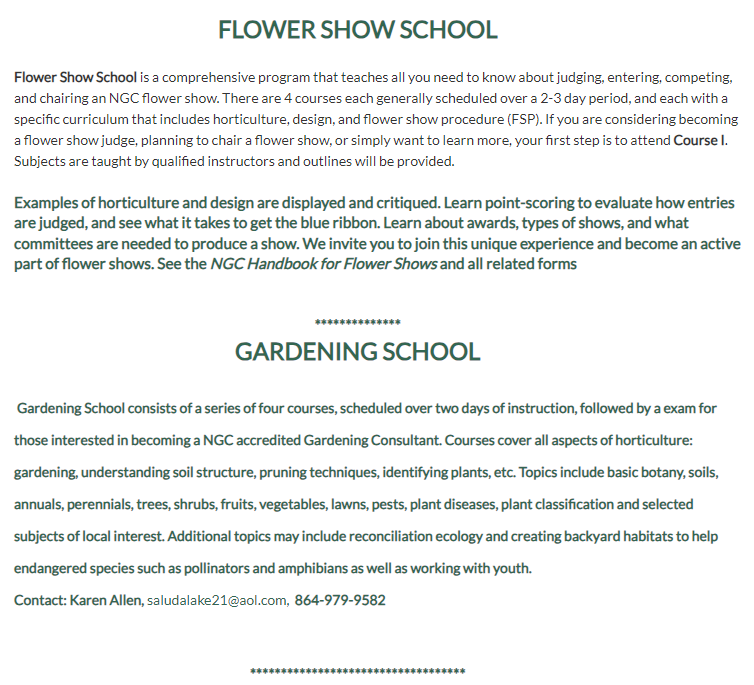 FLOWER SHOW SCHOOL
Flower Show School is a comprehensive program that teaches all you need to know about judging, entering, competing,
and chairing an NGC flower show. There are 4 courses each generally scheduled over a 2-3 day period, and each with a
specific curriculum that includes horticulture, design, and flower show procedure (FSP). If you are considering becoming
a flower show judge, planning to chair a flower show, or simply want to learn more, your first step is to attend Course I.
Subjects are taught by qualified instructors and outlines will be provided.
Examples of horticulture and design are displayed and critiqued. Learn point-scoring to evaluate how entries
are judged, and see what it takes to get the blue ribbon. Learn about awards, types of shows, and what
committees are needed to produce a show. We invite you to join this unique experience and become an active
part of flower shows. See the NGC Handbook for Flower Shows and all related forms
**************
GARDENING SCHOOL
Gardening School consists of a series of four courses, scheduled over two days of instruction, followed by a exam for
those interested in becoming a NGC accredited Gardening Consultant. Courses cover all aspects of horticulture:
gardening, understanding soil structure, pruning techniques, identifying plants, etc. Topics include basic botany, soils,
annuals, perennials, trees, shrubs, fruits, vegetables, lawns, pests, plant diseases, plant classification and selected
subjects of local interest. Additional topics may include reconciliation ecology and creating backyard habitats to help
endangered species such as pollinators and amphibians as well as working with youth.
Contact: Karen Allen, saludalake21@aol.com, 864-979-9582
***********************************